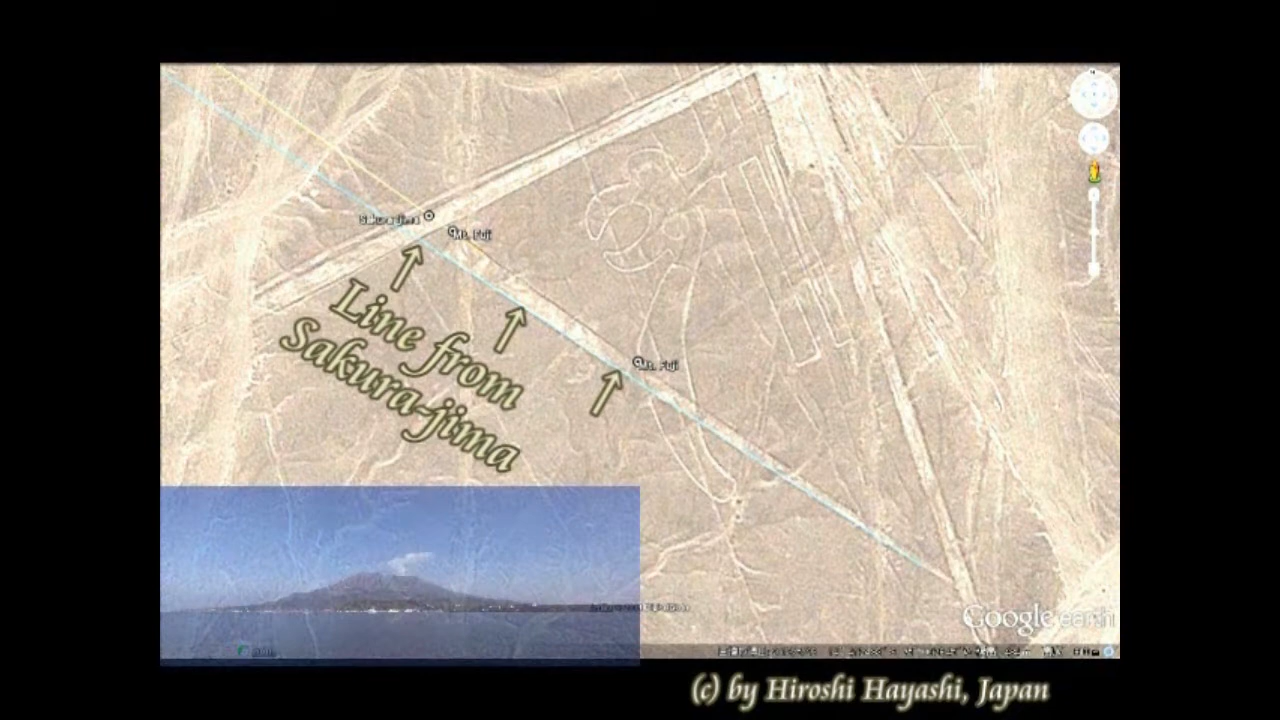 Sakura-jima
Mt. Fuji
Mt. Fuji
Line from
Sakura-jima
Google earth
(c) by Hiroshi Hayashi, Japan